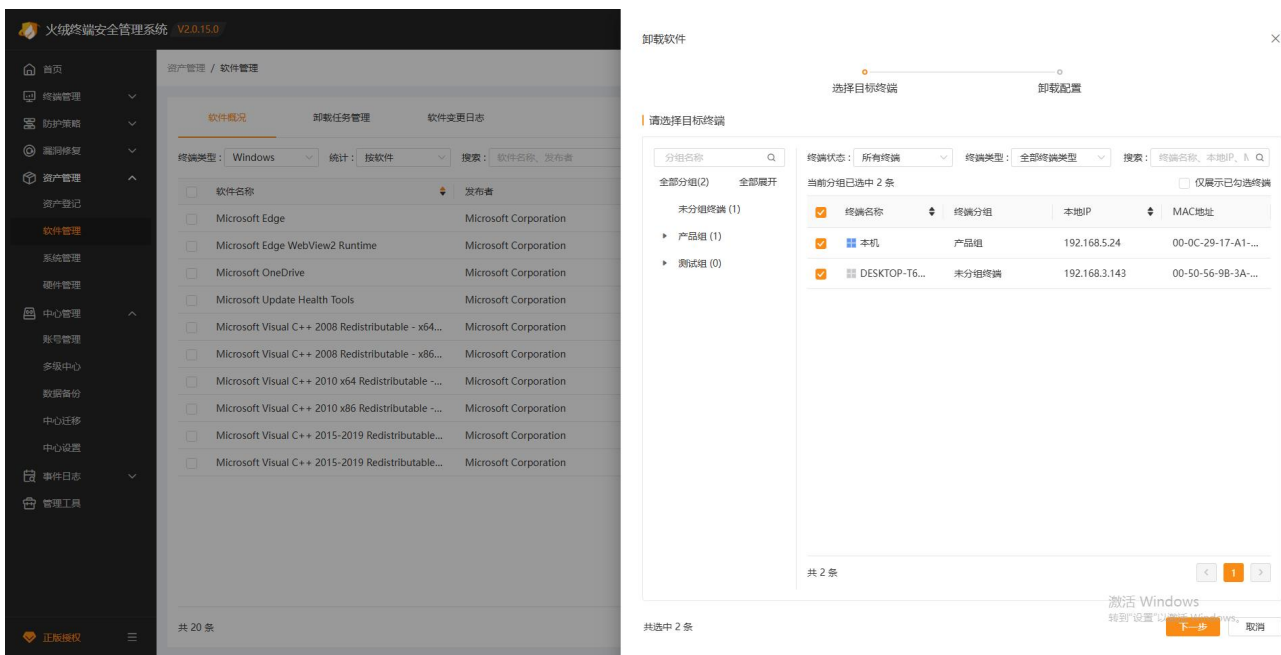 火绒终端安全管理系统 V2.0.15.0
首页
终端管理
防护策略
漏洞修复
资产管理
资产登记
软件管理
系统管理
硬件管理
中心管理
账号管理
多级中心
数据备份
中心迁移
中心设置
事件日志
管理工具
正版授权
资产管理 / 软件管理
软件概况 卸载任务管理 软件变更日志
终端类型: Windows 统计: 按软件 搜索: 软件名称、发布者
软件名称 发布者
Microsoft Edge Microsoft Corporation
Microsoft Edge WebView2 Runtime Microsoft Corporation
Microsoft OneDrive Microsoft Corporation
Microsoft Update Health Tools Microsoft Corporation
Microsoft Visual C++ 2008 Redistributable - x64... Microsoft Corporation
Microsoft Visual C++ 2008 Redistributable - x86... Microsoft Corporation
Microsoft Visual C++ 2010 x64 Redistributable -... Microsoft Corporation
Microsoft Visual C++ 2010 x86 Redistributable -... Microsoft Corporation
Microsoft Visual C++ 2015-2019 Redistributable... Microsoft Corporation
Microsoft Visual C++ 2015-2019 Redistributable... Microsoft Corporation
共 20 条
卸载软件
选择目标终端 卸载配置
请选择目标终端
分组名称
全部分组(2) 全部展开
未分组终端 (1)
产品组 (1)
测试组 (0)
终端状态: 所有终端 终端类型: 全部终端类型 搜索: 终端名称、本地IP、
当前分组已选中 2 条 仅展示已勾选终端
终端名称 终端分组 本地IP MAC地址
本机 产品组 192.168.5.24 00-0C-29-17-A1-...
DESKTOP-T6... 未分组终端 192.168.3.143 00-50-56-9B-3A-...
共 2 条 1
激活 Windows
转到"设置"以激活 Windows。
共选中 2 条 下一步 取消